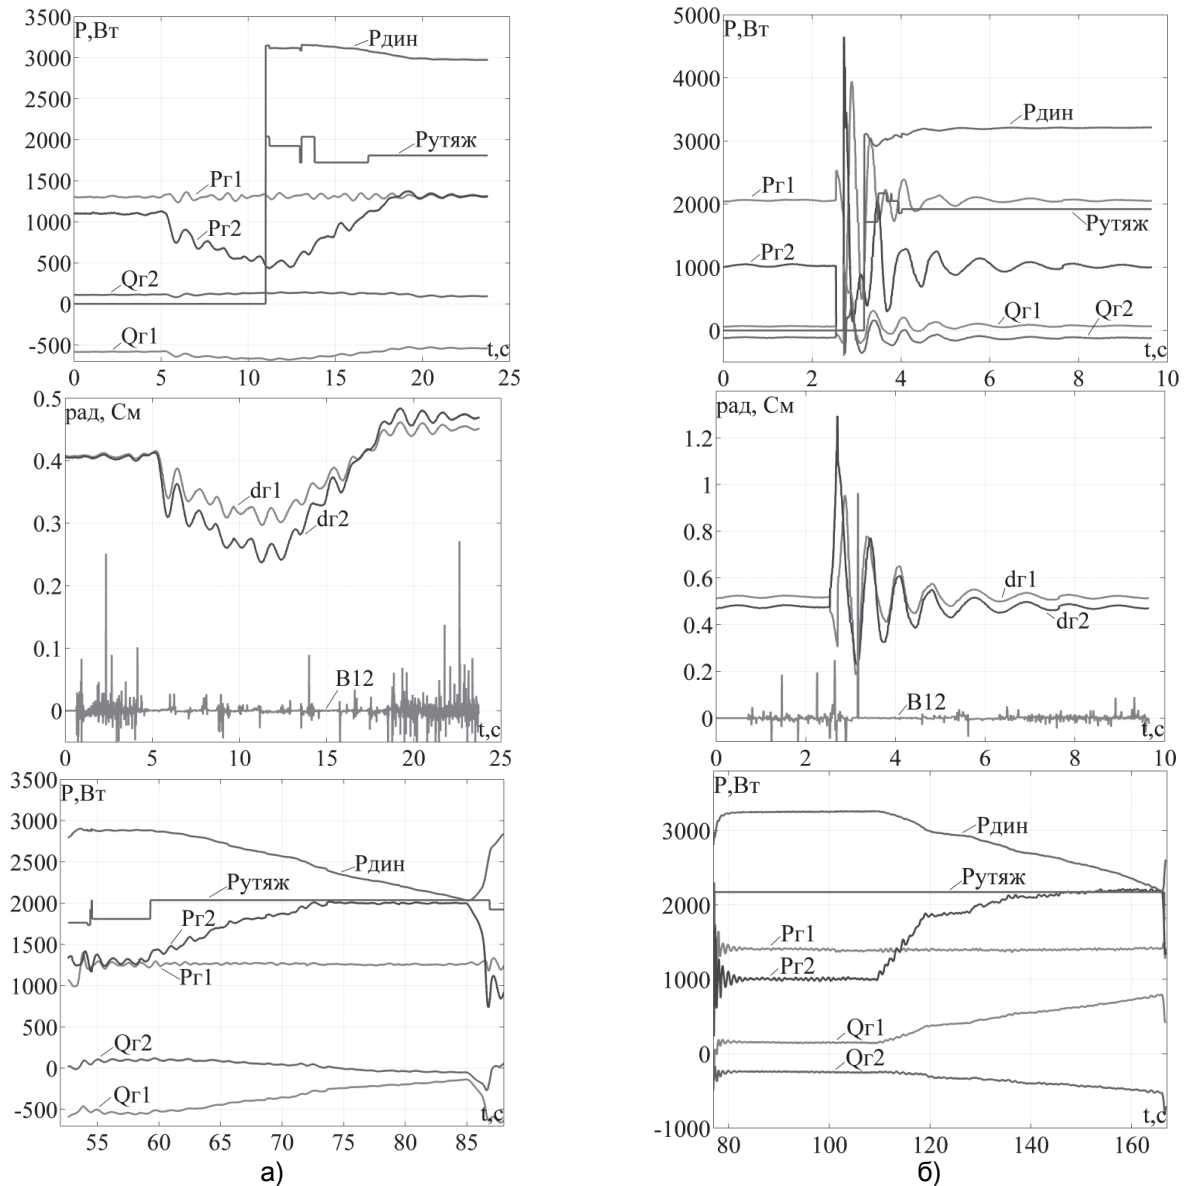 3500
P,Вт
Pдин
3000
2500
2000
Pутяж
1500
Pг1
1000
Pг2
500
Qг2
0
Qг1
-500
t,с
0 5 10 15 20 25
5000
P,Вт
4000
Pдин
3000
Pг1
2000
Pутяж
Pг2
1000
Qг1
Qг2
0
t,с
0 2 4 6 8 10
0.5
рад, См
0.4
dг1
0.3
dг2
0.2
0.1
B12
0
t,с
0 5 10 15 20 25
рад, См
1.2
1
0.8
0.6
dг1
0.4
dг2
0.2
B12
0
t,с
0 2 4 6 8 10
3500
P,Вт
3000
2500
Pдин
2000
Pутяж
Pг2
1500
Pг1
1000
500
Qг2
0
Qг1
-500
t,с
55 60 65 70 75 80 85
а)
P,Вт
3000
Pдин
Pутяж
2000
Pг1
Pг2
1000
Qг1
0
Qг2
t,с
-1000
80 100 120 140 160
б)